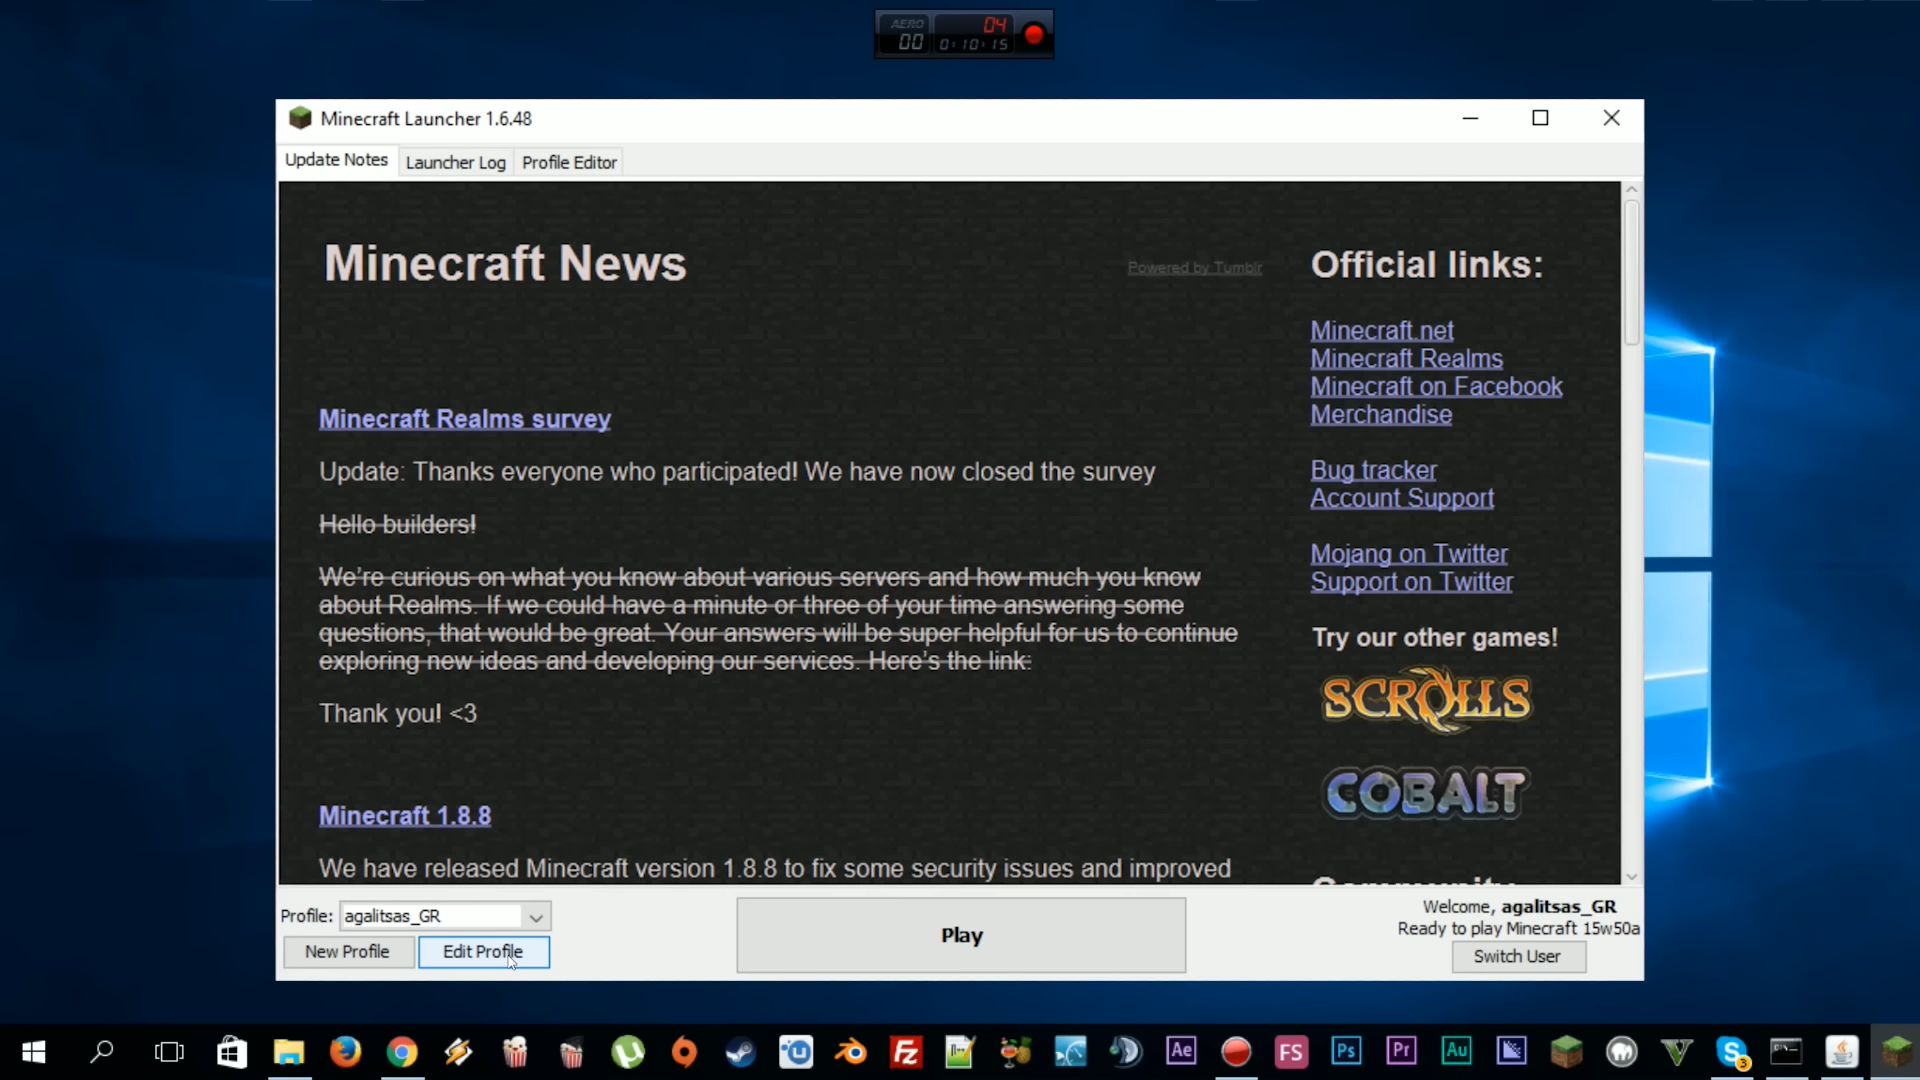 AERO
04
00
0:10:15
Minecraft Launcher 1.6.48
Update Notes
Launcher Log
Profile Editor
Minecraft News
Powered by Tumblr
Minecraft Realms survey
Update: Thanks everyone who participated! We have now closed the survey
Hello builders!
We're curious on what you know about various servers and how much you know
about Realms. If we could have a minute or three of your time answering some
questions, that would be great. Your answers will be super helpful for us to continue
exploring new ideas and developing our services. Here's the link:
Thank you! <3
Minecraft 1.8.8
We have released Minecraft version 1.8.8 to fix some security issues and improved
Official links:
Minecraft.net
Minecraft Realms
Minecraft on Facebook
Merchandise
Bug tracker
Account Support
Mojang on Twitter
Support on Twitter
Try our other games!
SCROLLS
COBALT
Profile:
agalitsas_GR
New Profile
Edit Profile
Play
Welcome, agalitsas_GR
Ready to play Minecraft 15w50a
Switch User
Fz
Ae
FS
Ps
Pr
Au
3